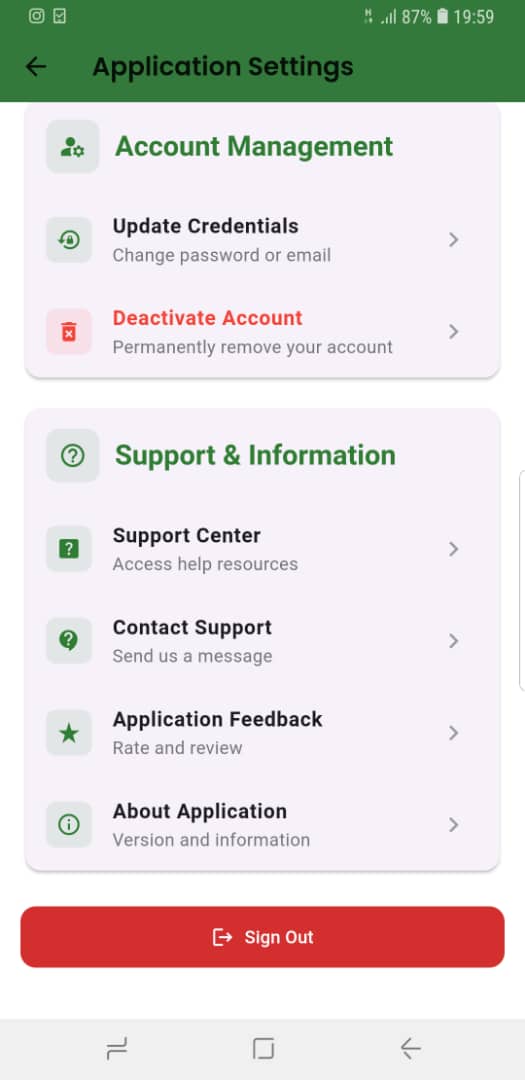 87% 19:59
Application Settings
Account Management
Update Credentials
Change password or email
Deactivate Account
Permanently remove your account
Support & Information
Support Center
Access help resources
Contact Support
Send us a message
Application Feedback
Rate and review
About Application
Version and information
Sign Out